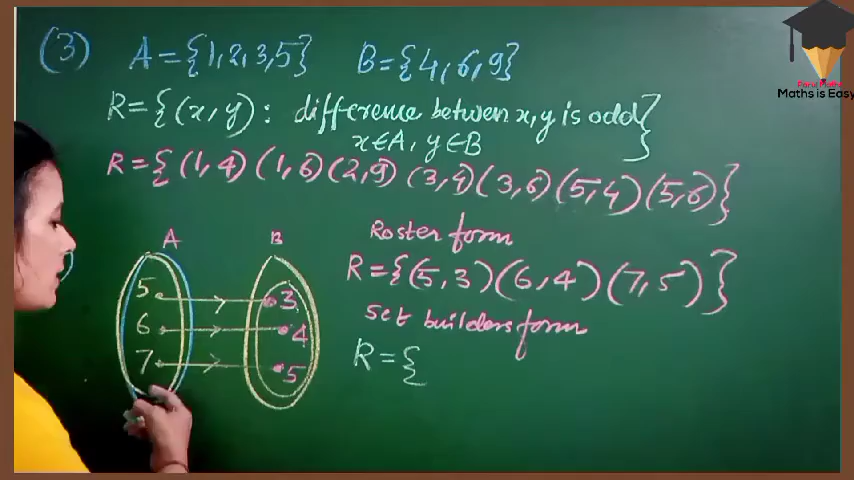 (3) A={1,2,3,5} B={4,6,9}
R={(x,y): difference between x,y is odd}
x∈A, y∈B
R={(1,4)(1,6)(2,9)(3,4)(3,6)(5,4)(5,6)}
Roster form
R={(5,3)(6,4)(7,5)}
set builders form
R={
A B
5 3
6 4
7 5
Parul Maths
Maths is Easy